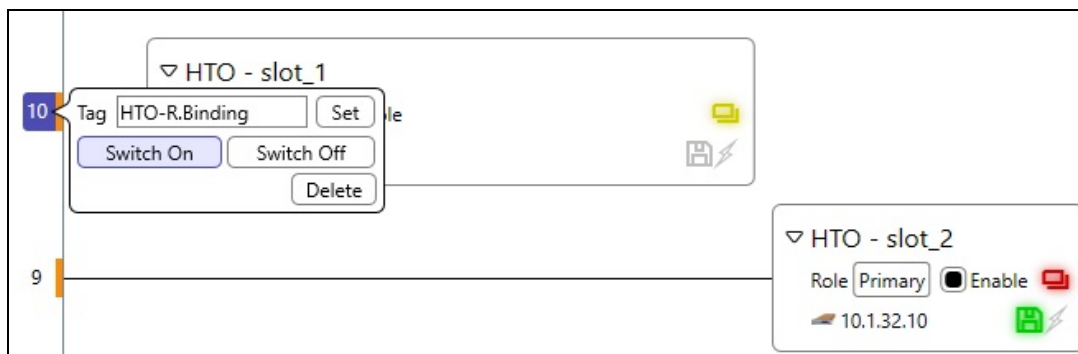 HTO - slot_1
10
Tag HTO-R.Binding Set ble
Switch On Switch Off
Delete
HTO - slot_2
9
Role Primary Enable
10.1.32.10